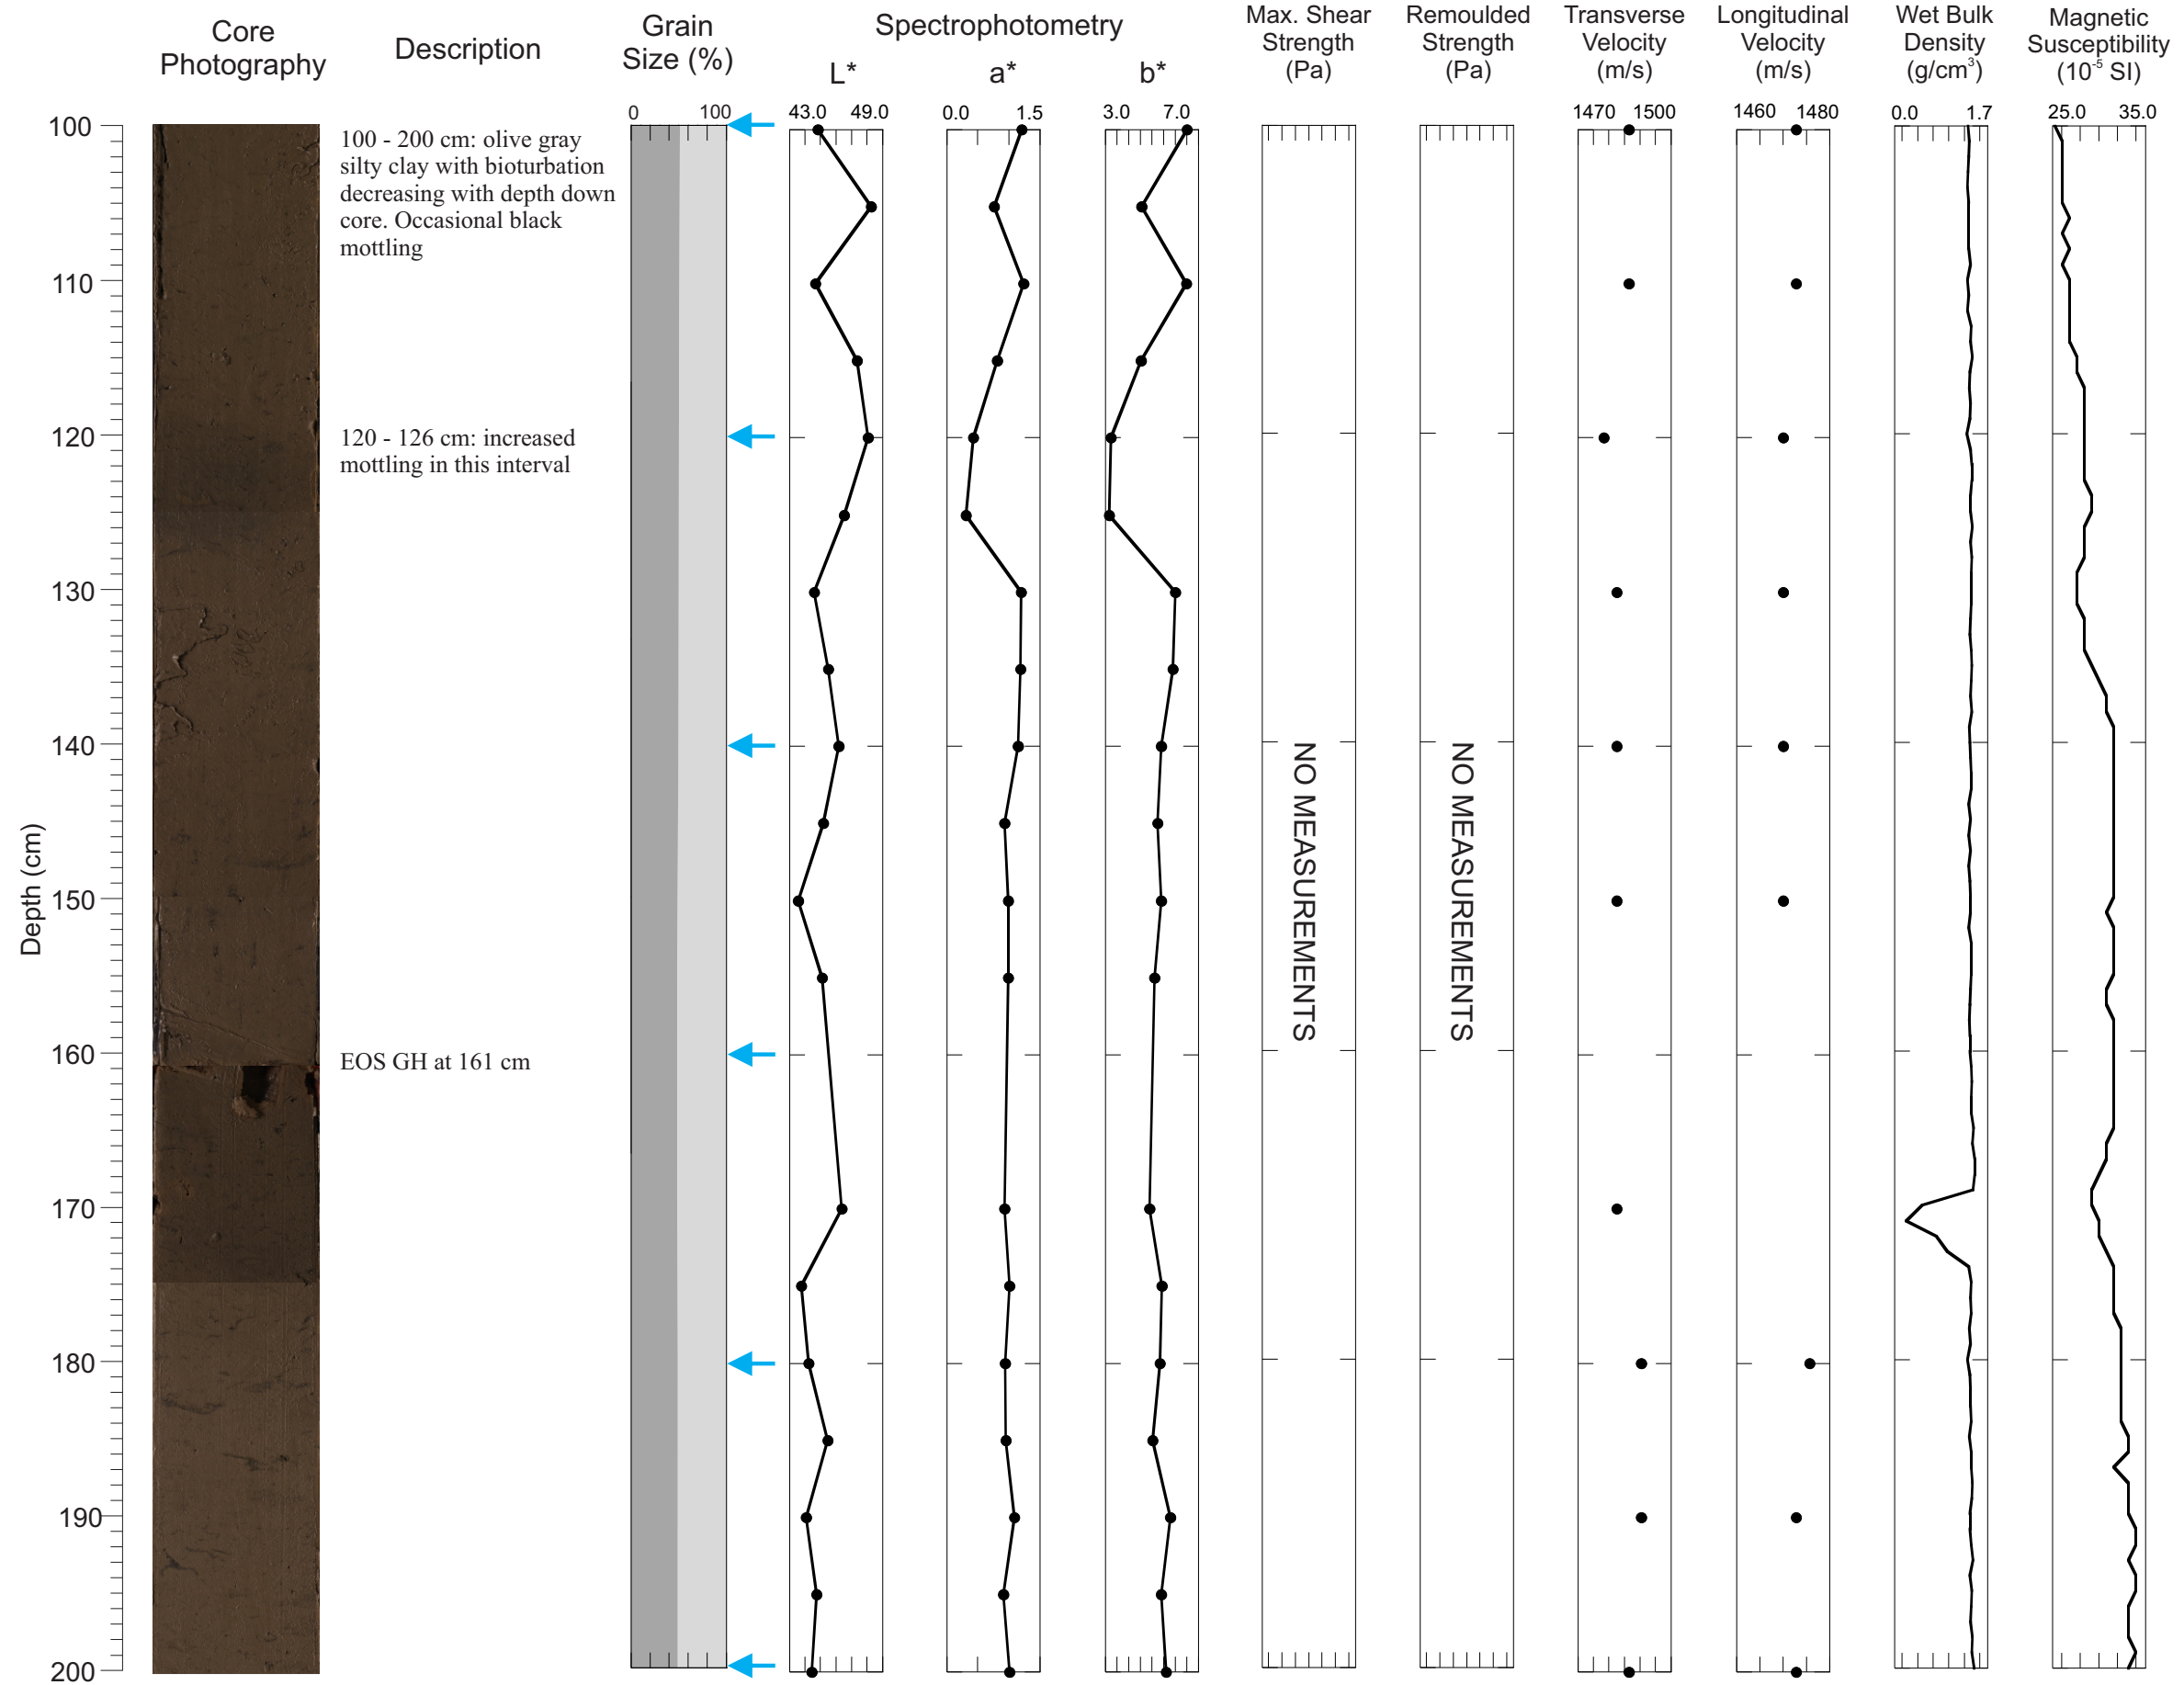 Core
Photography
Description
Grain
Size (%)
Spectrophotometry
L*
a*
b*
Max. Shear
Strength
(Pa)
Remoulded
Strength
(Pa)
Transverse
Velocity
(m/s)
Longitudinal
Velocity
(m/s)
Wet Bulk
Density
(g/cm³)
Magnetic
Susceptibility
(10⁻⁵ SI)
0 100
43.0 49.0
0.0 1.5
3.0 7.0
1470 1500
1460 1480
0.0 1.7
25.0 35.0
Depth (cm)
100
110
120
130
140
150
160
170
180
190
200
100 - 200 cm: olive gray
silty clay with bioturbation
decreasing with depth down
core. Occasional black
mottling
120 - 126 cm: increased
mottling in this interval
EOS GH at 161 cm
NO MEASUREMENTS
NO MEASUREMENTS